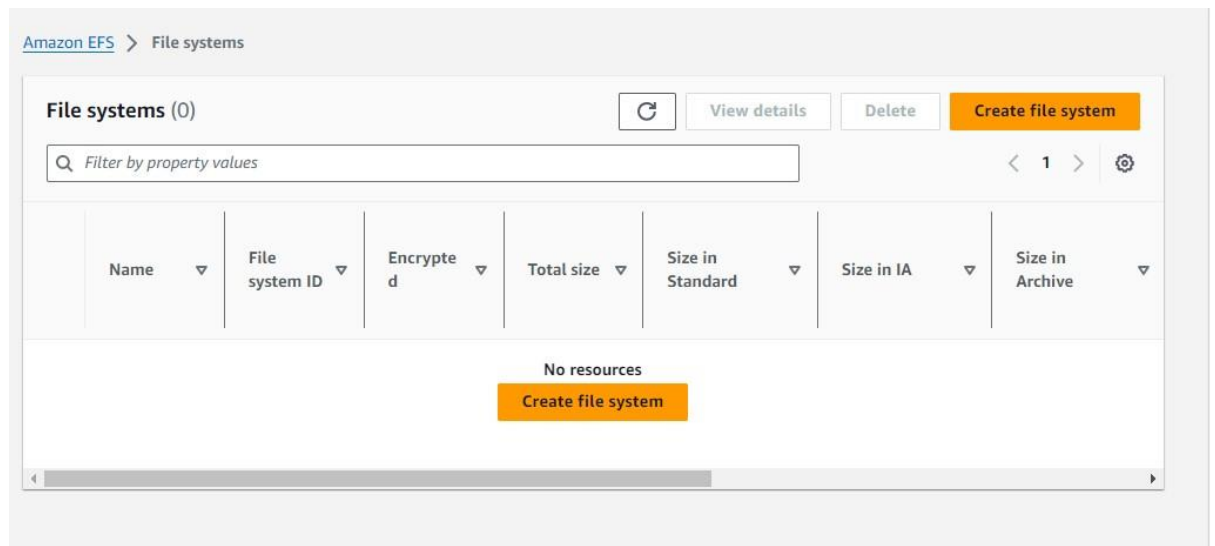 Amazon EFS > File systems
File systems (0)
View details
Delete
Create file system
Filter by property values
< 1 >
Name
File
system ID
Encrypte
d
Total size
Size in
Standard
Size in IA
Size in
Archive
No resources
Create file system